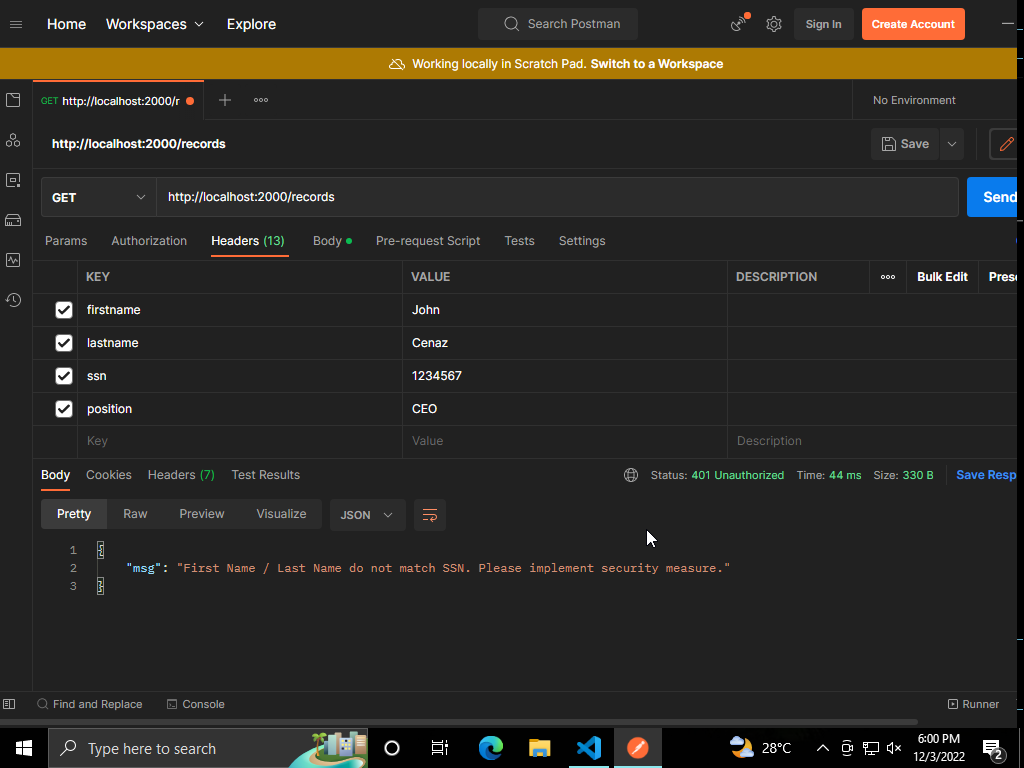 Home Workspaces Explore Search Postman Sign In Create Account
Working locally in Scratch Pad. Switch to a Workspace
GET http://localhost:2000/r No Environment
http://localhost:2000/records Save
GET http://localhost:2000/records Send
Params Authorization Headers (13) Body Pre-request Script Tests Settings
KEY VALUE DESCRIPTION Bulk Edit Prese
firstname John
lastname Cenaz
ssn 1234567
position CEO
Key Value Description
Body Cookies Headers (7) Test Results Status: 401 Unauthorized Time: 44 ms Size: 330 B Save Resp
Pretty Raw Preview Visualize JSON
1 {
2 "msg": "First Name / Last Name do not match SSN. Please implement security measure."
3 }
Find and Replace Console Runner
Type here to search 28°C 6:00 PM
12/3/2022 2